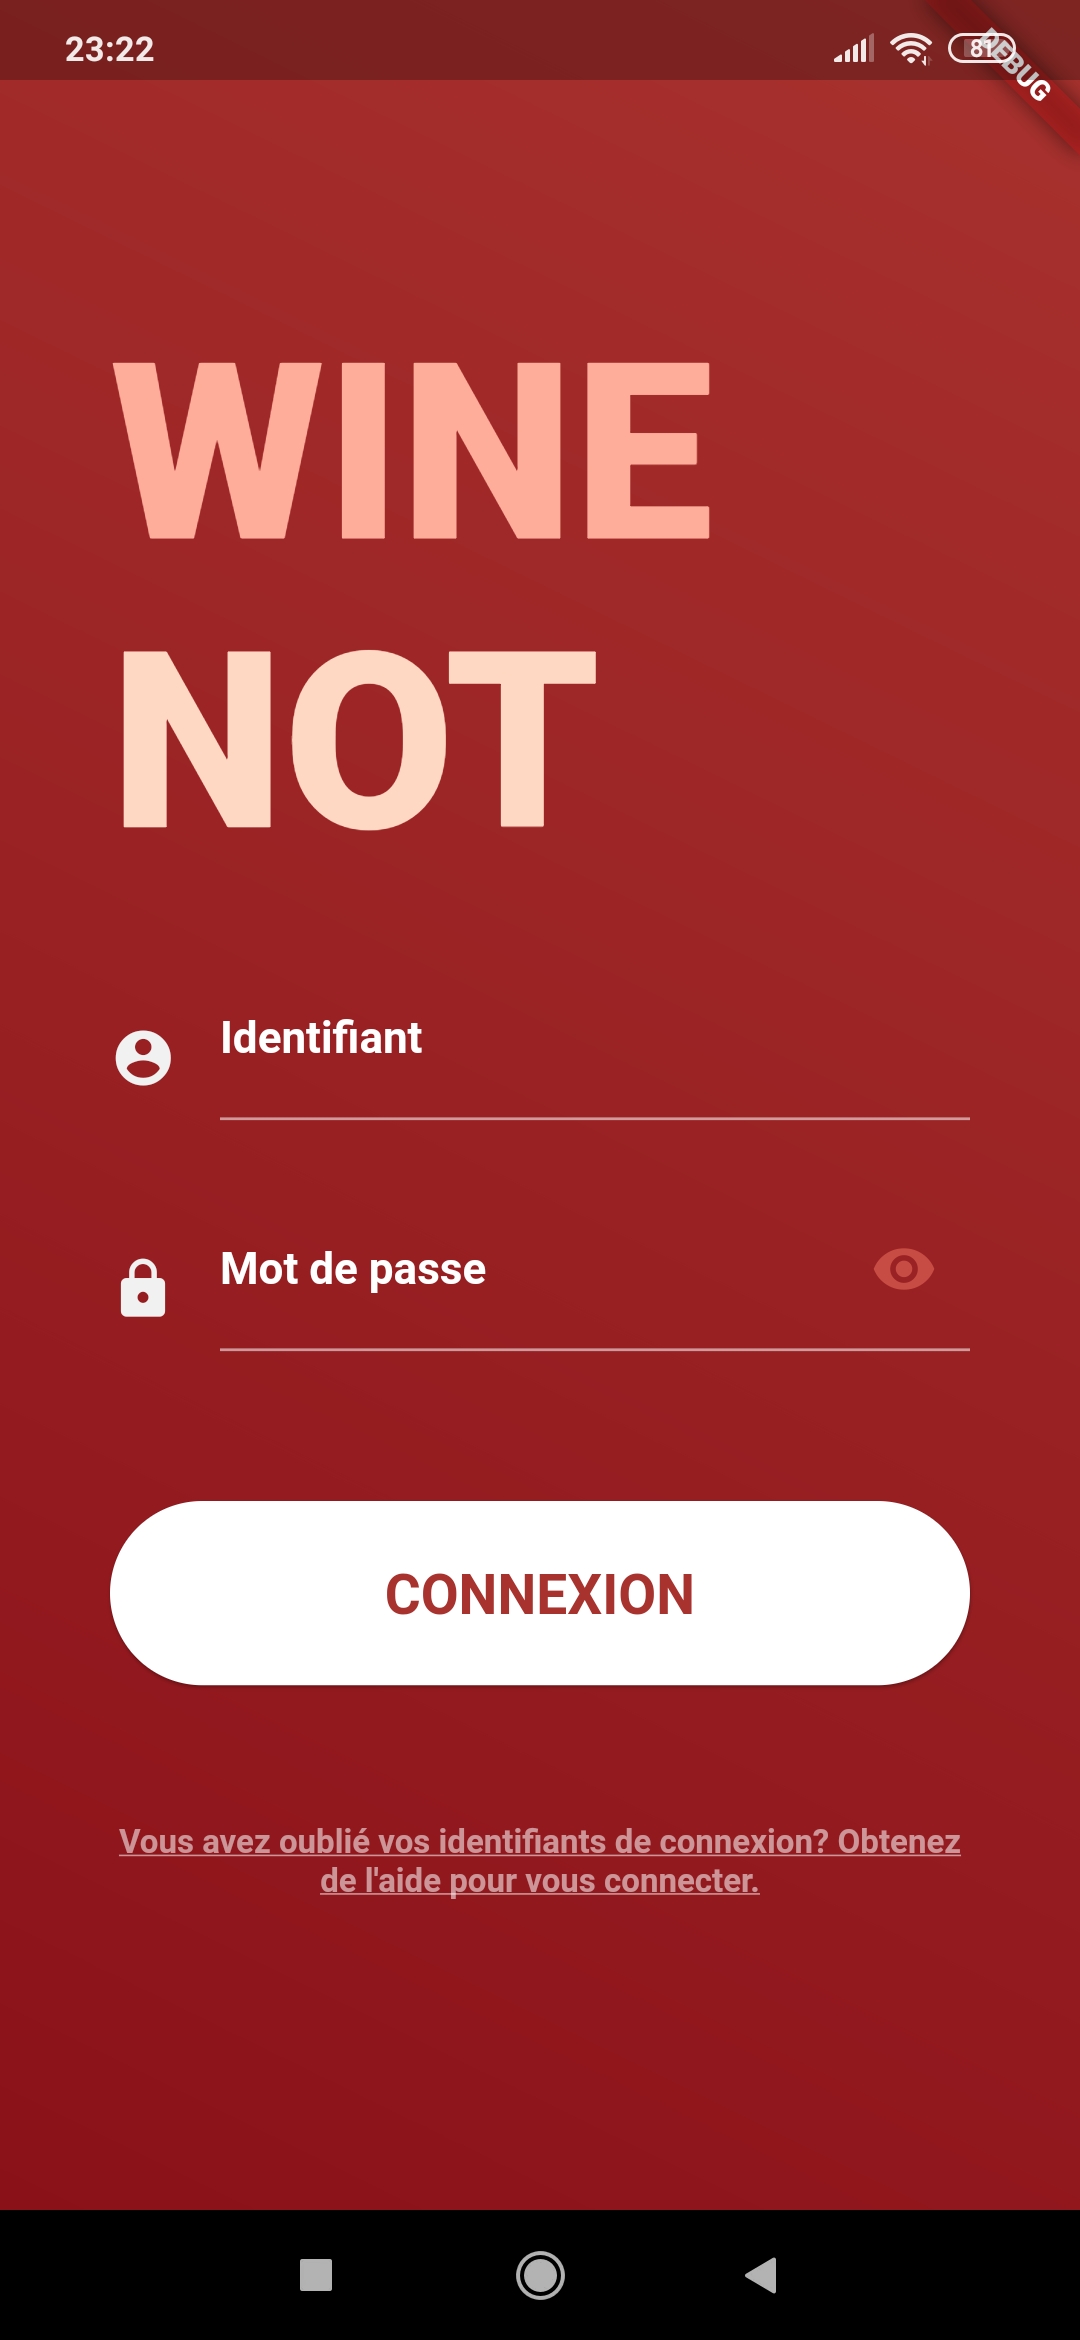 23:22
81
DEBUG
WINE
NOT
Identifiant
Mot de passe
CONNEXION
Vous avez oublié vos identifiants de connexion? Obtenez
de l'aide pour vous connecter.